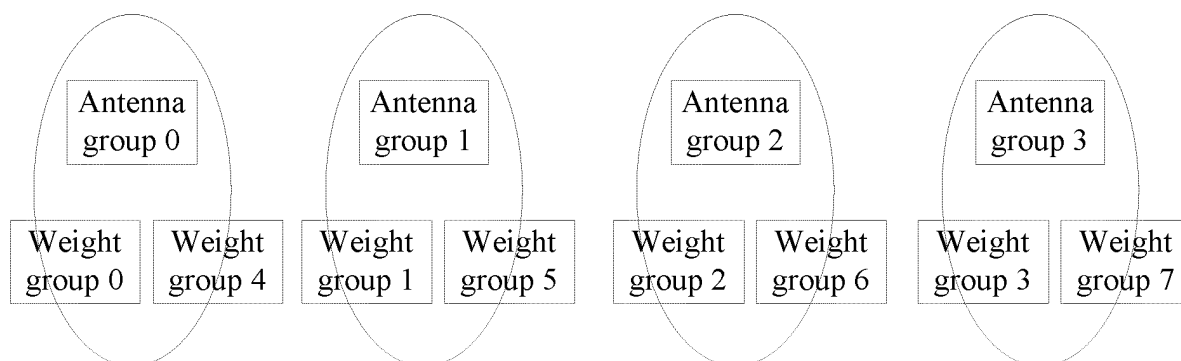 Antenna
group 0
Antenna
group 1
Antenna
group 2
Antenna
group 3
Weight
group 0
Weight
group 4
Weight
group 1
Weight
group 5
Weight
group 2
Weight
group 6
Weight
group 3
Weight
group 7